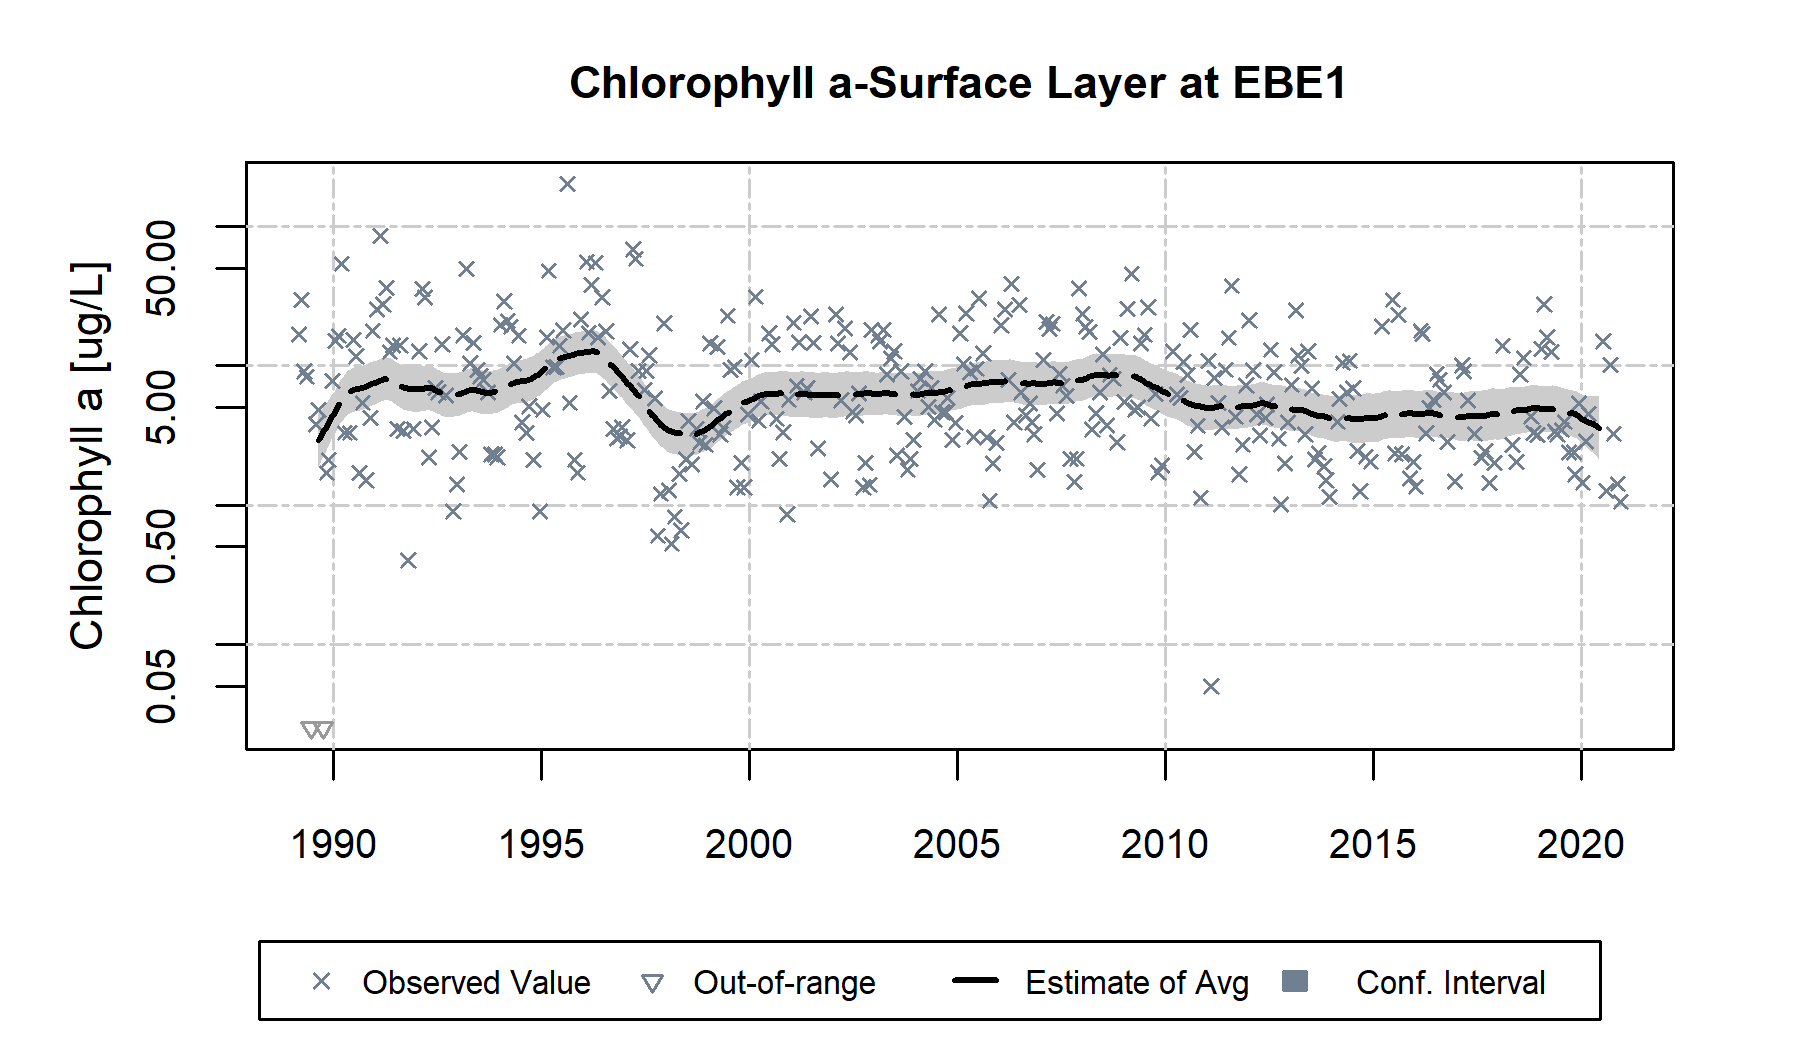 Chlorophyll a-Surface Layer at EBE1
Chlorophyll a [ug/L]
50.00
5.00
0.50
0.05
1990 1995 2000 2005 2010 2015 2020
Observed Value Out-of-range Estimate of Avg Conf. Interval